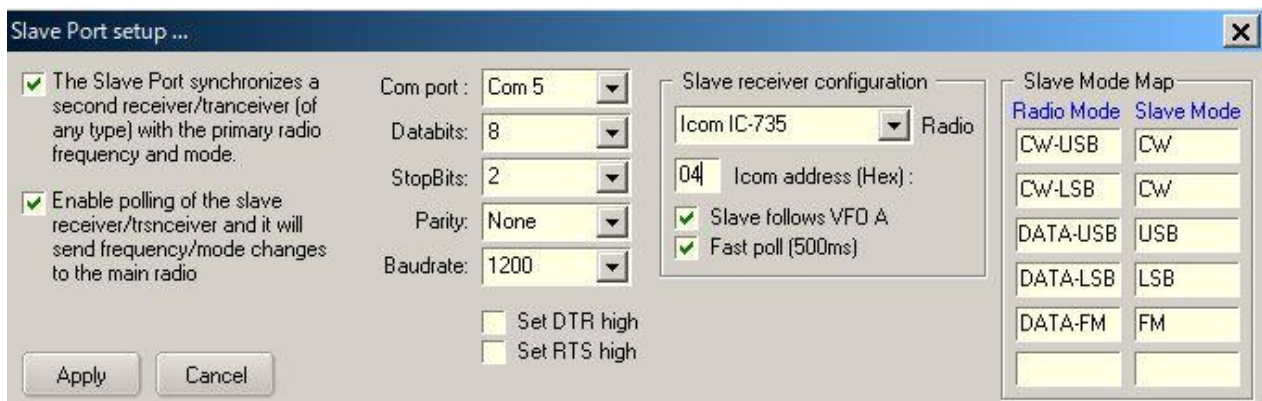 Slave Port setup ...
The Slave Port synchronizes a
second receiver/tranceiver (of
any type) with the primary radio
frequency and mode.
Enable polling of the slave
receiver/trsnceiver and it will
send frequency/mode changes
to the main radio
Apply Cancel
Com port : Com 5
Databits: 8
StopBits: 2
Parity: None
Baudrate: 1200
Set DTR high
Set RTS high
Slave receiver configuration
Icom IC-735 Radio
04 Icom address (Hex) :
Slave follows VFO A
Fast poll (500ms)
Slave Mode Map
Radio Mode Slave Mode
CW-USB CW
CW-LSB CW
DATA-USB USB
DATA-LSB LSB
DATA-FM FM